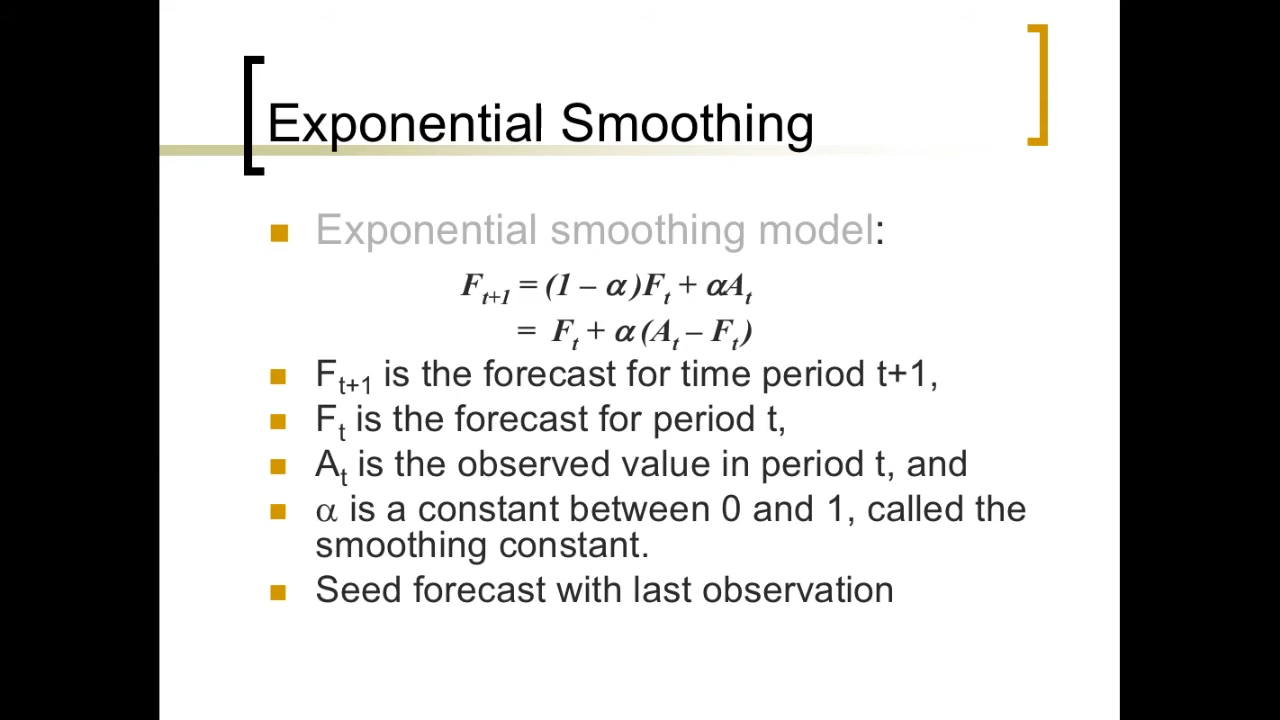 Exponential Smoothing
Exponential smoothing model:
Fₜ₊₁ = (1 – α)Fₜ + αAₜ
= Fₜ + α(Aₜ – Fₜ)
Fₜ₊₁ is the forecast for time period t+1,
Fₜ is the forecast for period t,
Aₜ is the observed value in period t, and
α is a constant between 0 and 1, called the
smoothing constant.
Seed forecast with last observation